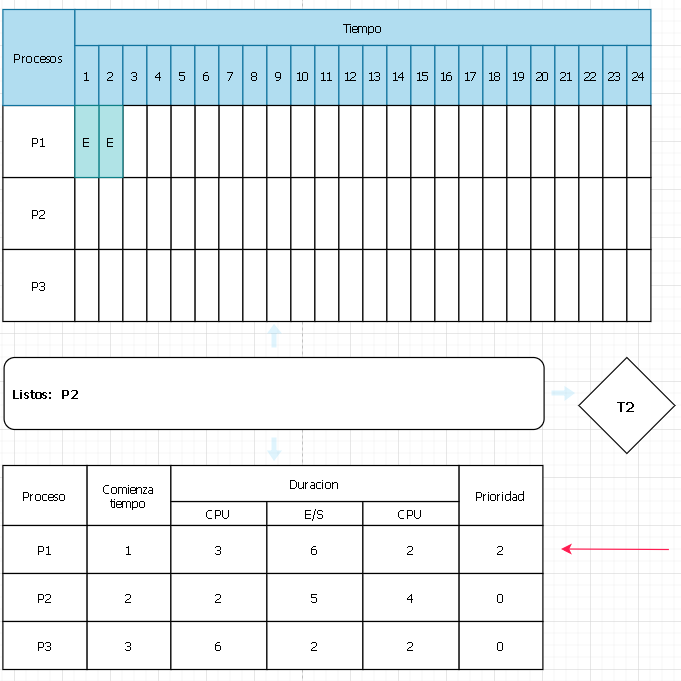 Procesos Tiempo
1 2 3 4 5 6 7 8 9 10 11 12 13 14 15 16 17 18 19 20 21 22 23 24
P1 E E
P2
P3
Listos: P2
T2
Proceso Comienza tiempo Duracion Prioridad
CPU E/S CPU
P1 1 3 6 2 2
P2 2 2 5 4 0
P3 3 6 2 2 0